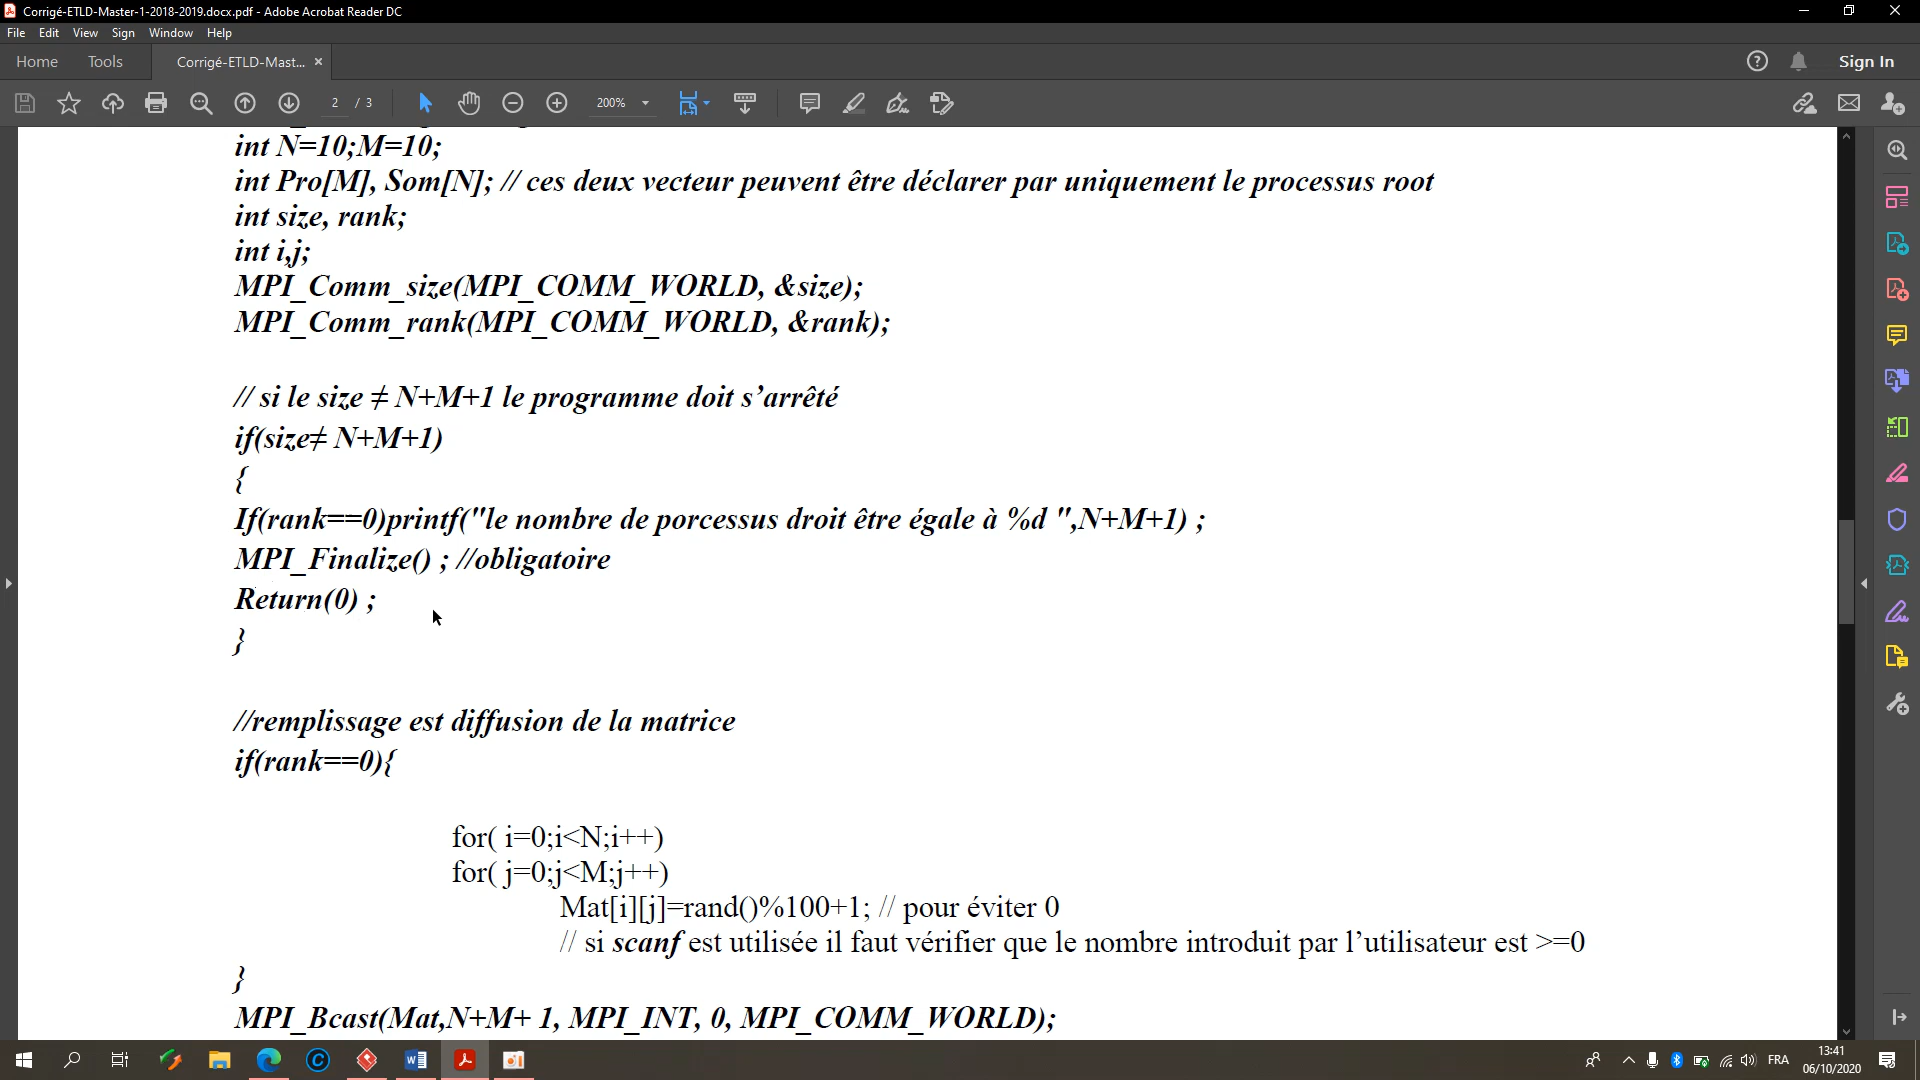 Corrigé-ETLD-Master-1-2018-2019.docx.pdf - Adobe Acrobat Reader DC
File Edit View Sign Window Help
Home Tools Corrigé-ETLD-Mast... × Sign In
2 / 3 200%
int N=10;M=10;
int Pro[M], Som[N]; // ces deux vecteur peuvent être déclarer par uniquement le processus root
int size, rank;
int i,j;
MPI_Comm_size(MPI_COMM_WORLD, &size);
MPI_Comm_rank(MPI_COMM_WORLD, &rank);
// si le size ≠ N+M+1 le programme doit s’arrêté
if(size≠ N+M+1)
{
If(rank==0)printf("le nombre de porcessus droit être égale à %d ",N+M+1) ;
MPI_Finalize() ; //obligatoire
Return(0) ;
}
//remplissage est diffusion de la matrice
if(rank==0){
for( i=0;i<N;i++)
for( j=0;j<M;j++)
Mat[i][j]=rand()%100+1; // pour éviter 0
// si scanf est utilisée il faut vérifier que le nombre introduit par l’utilisateur est >=0
}
MPI_Bcast(Mat,N+M+ 1, MPI_INT, 0, MPI_COMM_WORLD);
FRA
13:41
06/10/2020